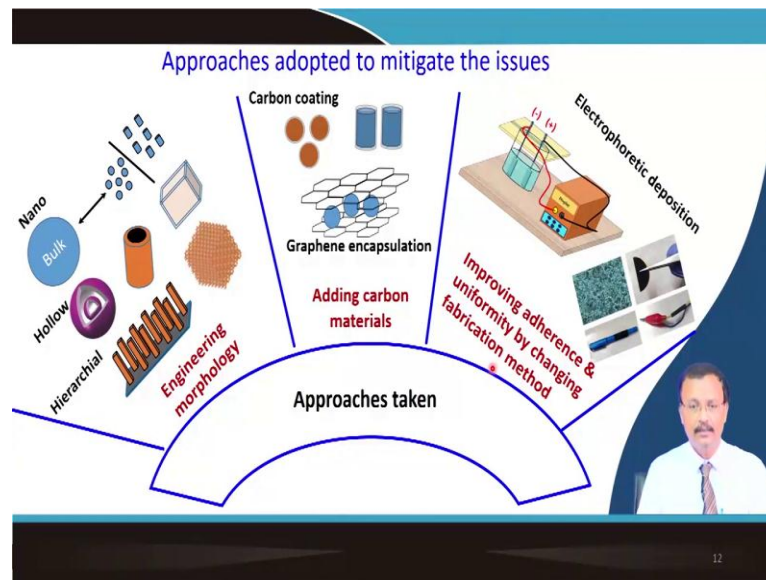 Approaches adopted to mitigate the issues
Nano
Bulk
Hollow
Hierarchial
Engineering
morphology
Carbon coating
Graphene encapsulation
Adding carbon
materials
(-) (+)
Electrophoretic deposition
Improving adherence &
uniformity by changing
fabrication method
Approaches taken
12